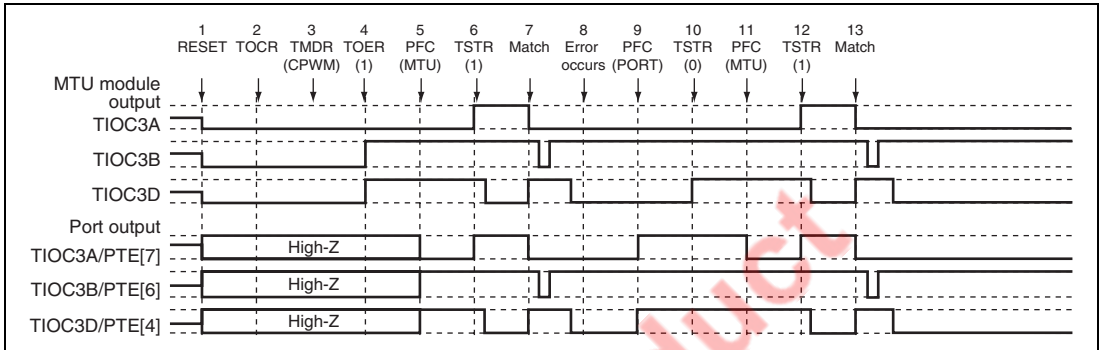 1 2 3 4 5 6 7 8 9 10 11 12 13
RESET TOCR TMDR TOER PFC TSTR Match Error PFC TSTR PFC TSTR Match
(CPWM) (1) (MTU) (1) occurs (PORT) (0) (MTU) (1)
MTU module
output
TIOC3A
TIOC3B
TIOC3D
Port output
TIOC3A/PTE[7] High-Z
TIOC3B/PTE[6] High-Z
TIOC3D/PTE[4] High-Z
uct